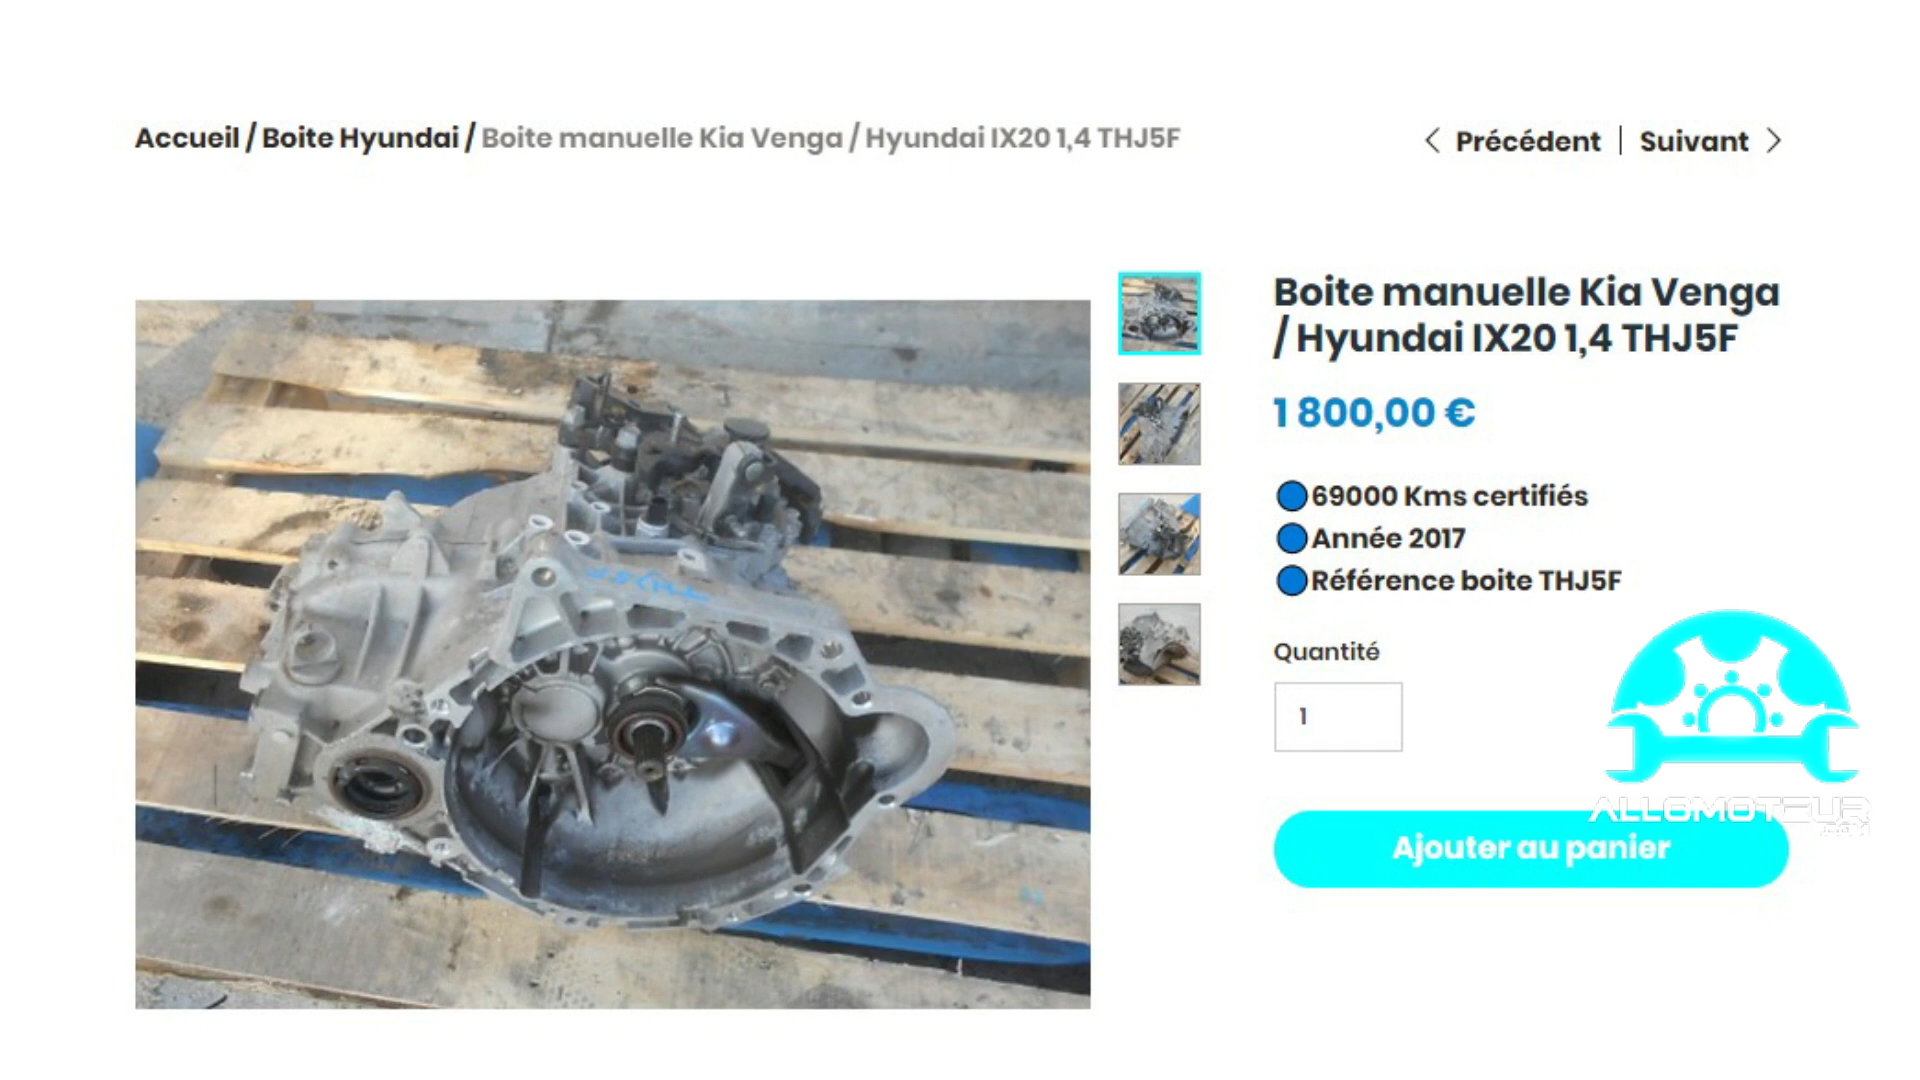 Accueil / Boite Hyundai / Boite manuelle Kia Venga / Hyundai IX20 1,4 THJ5F
Précédent | Suivant
Boite manuelle Kia Venga
/ Hyundai IX20 1,4 THJ5F
1 800,00 €
69000 Kms certifiés
Année 2017
Référence boite THJ5F
Quantité
1
ALLOMOTEUR
.COM
Ajouter au panier